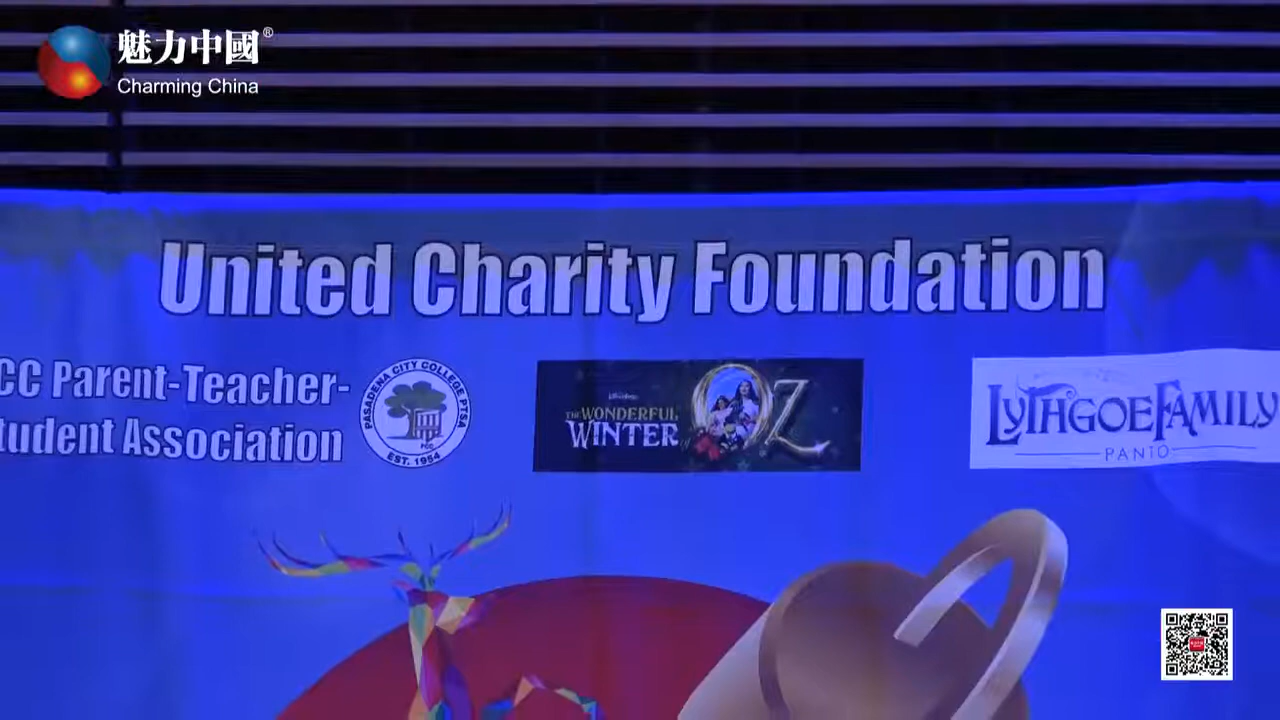 魅力中國®
Charming China
United Charity Foundation
CC Parent-Teacher-
tudent Association
PASADENA CITY COLLEGE PTSA
PCC
EST. 1954
THE WONDERFUL
WINTER
OZ
LYTHGOE FAMILY
PANTO